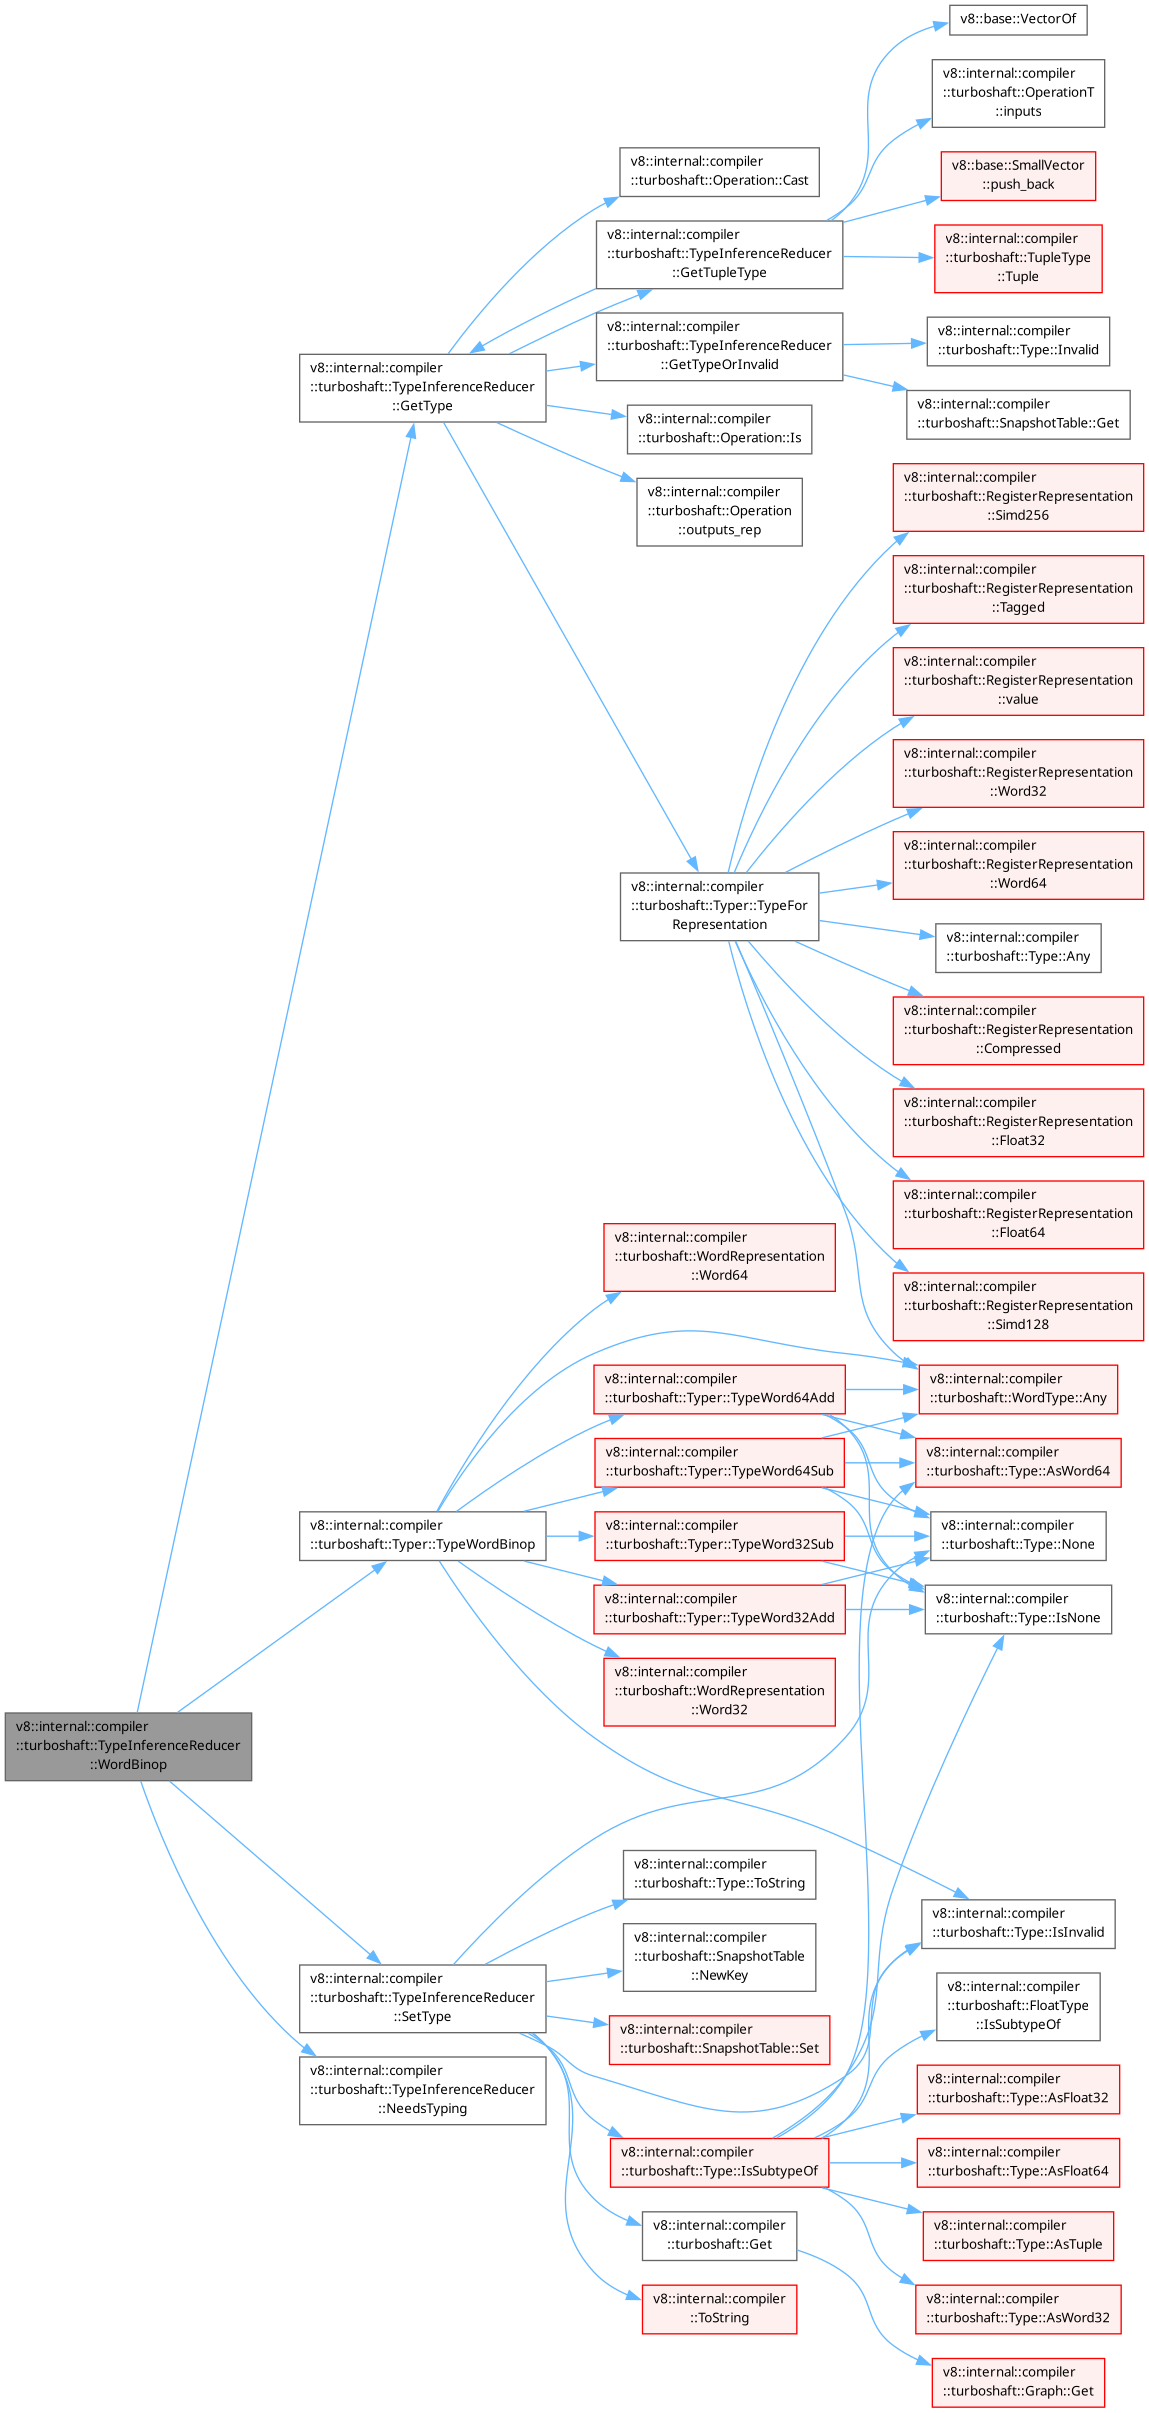 v8::base::VectorOf
v8::internal::compiler
::turboshaft::OperationT
::inputs
v8::internal::compiler
::turboshaft::Operation::Cast
v8::base::SmallVector
::push_back
v8::internal::compiler
::turboshaft::TypeInferenceReducer
::GetTupleType
v8::internal::compiler
::turboshaft::TupleType
::Tuple
v8::internal::compiler
::turboshaft::TypeInferenceReducer
::GetTypeOrInvalid
v8::internal::compiler
::turboshaft::Type::Invalid
v8::internal::compiler
::turboshaft::TypeInferenceReducer
::GetType
v8::internal::compiler
::turboshaft::SnapshotTable::Get
v8::internal::compiler
::turboshaft::Operation::Is
v8::internal::compiler
::turboshaft::Operation
::outputs_rep
v8::internal::compiler
::turboshaft::RegisterRepresentation
::Simd256
v8::internal::compiler
::turboshaft::RegisterRepresentation
::Tagged
v8::internal::compiler
::turboshaft::RegisterRepresentation
::value
v8::internal::compiler
::turboshaft::RegisterRepresentation
::Word32
v8::internal::compiler
::turboshaft::RegisterRepresentation
::Word64
v8::internal::compiler
::turboshaft::Typer::TypeFor
Representation
v8::internal::compiler
::turboshaft::Type::Any
v8::internal::compiler
::turboshaft::RegisterRepresentation
::Compressed
v8::internal::compiler
::turboshaft::RegisterRepresentation
::Float32
v8::internal::compiler
::turboshaft::RegisterRepresentation
::Float64
v8::internal::compiler
::turboshaft::WordRepresentation
::Word64
v8::internal::compiler
::turboshaft::RegisterRepresentation
::Simd128
v8::internal::compiler
::turboshaft::Typer::TypeWord64Add
v8::internal::compiler
::turboshaft::WordType::Any
v8::internal::compiler
::turboshaft::Typer::TypeWord64Sub
v8::internal::compiler
::turboshaft::Type::AsWord64
v8::internal::compiler
::turboshaft::Typer::TypeWordBinop
v8::internal::compiler
::turboshaft::Typer::TypeWord32Sub
v8::internal::compiler
::turboshaft::Type::None
v8::internal::compiler
::turboshaft::Typer::TypeWord32Add
v8::internal::compiler
::turboshaft::Type::IsNone
v8::internal::compiler
::turboshaft::WordRepresentation
::Word32
v8::internal::compiler
::turboshaft::TypeInferenceReducer
::WordBinop
v8::internal::compiler
::turboshaft::Type::ToString
v8::internal::compiler
::turboshaft::Type::IsInvalid
v8::internal::compiler
::turboshaft::SnapshotTable
::NewKey
v8::internal::compiler
::turboshaft::TypeInferenceReducer
::SetType
v8::internal::compiler
::turboshaft::FloatType
::IsSubtypeOf
v8::internal::compiler
::turboshaft::SnapshotTable::Set
v8::internal::compiler
::turboshaft::TypeInferenceReducer
::NeedsTyping
v8::internal::compiler
::turboshaft::Type::AsFloat32
v8::internal::compiler
::turboshaft::Type::IsSubtypeOf
v8::internal::compiler
::turboshaft::Type::AsFloat64
v8::internal::compiler
::turboshaft::Get
v8::internal::compiler
::turboshaft::Type::AsTuple
v8::internal::compiler
::ToString
v8::internal::compiler
::turboshaft::Type::AsWord32
v8::internal::compiler
::turboshaft::Graph::Get